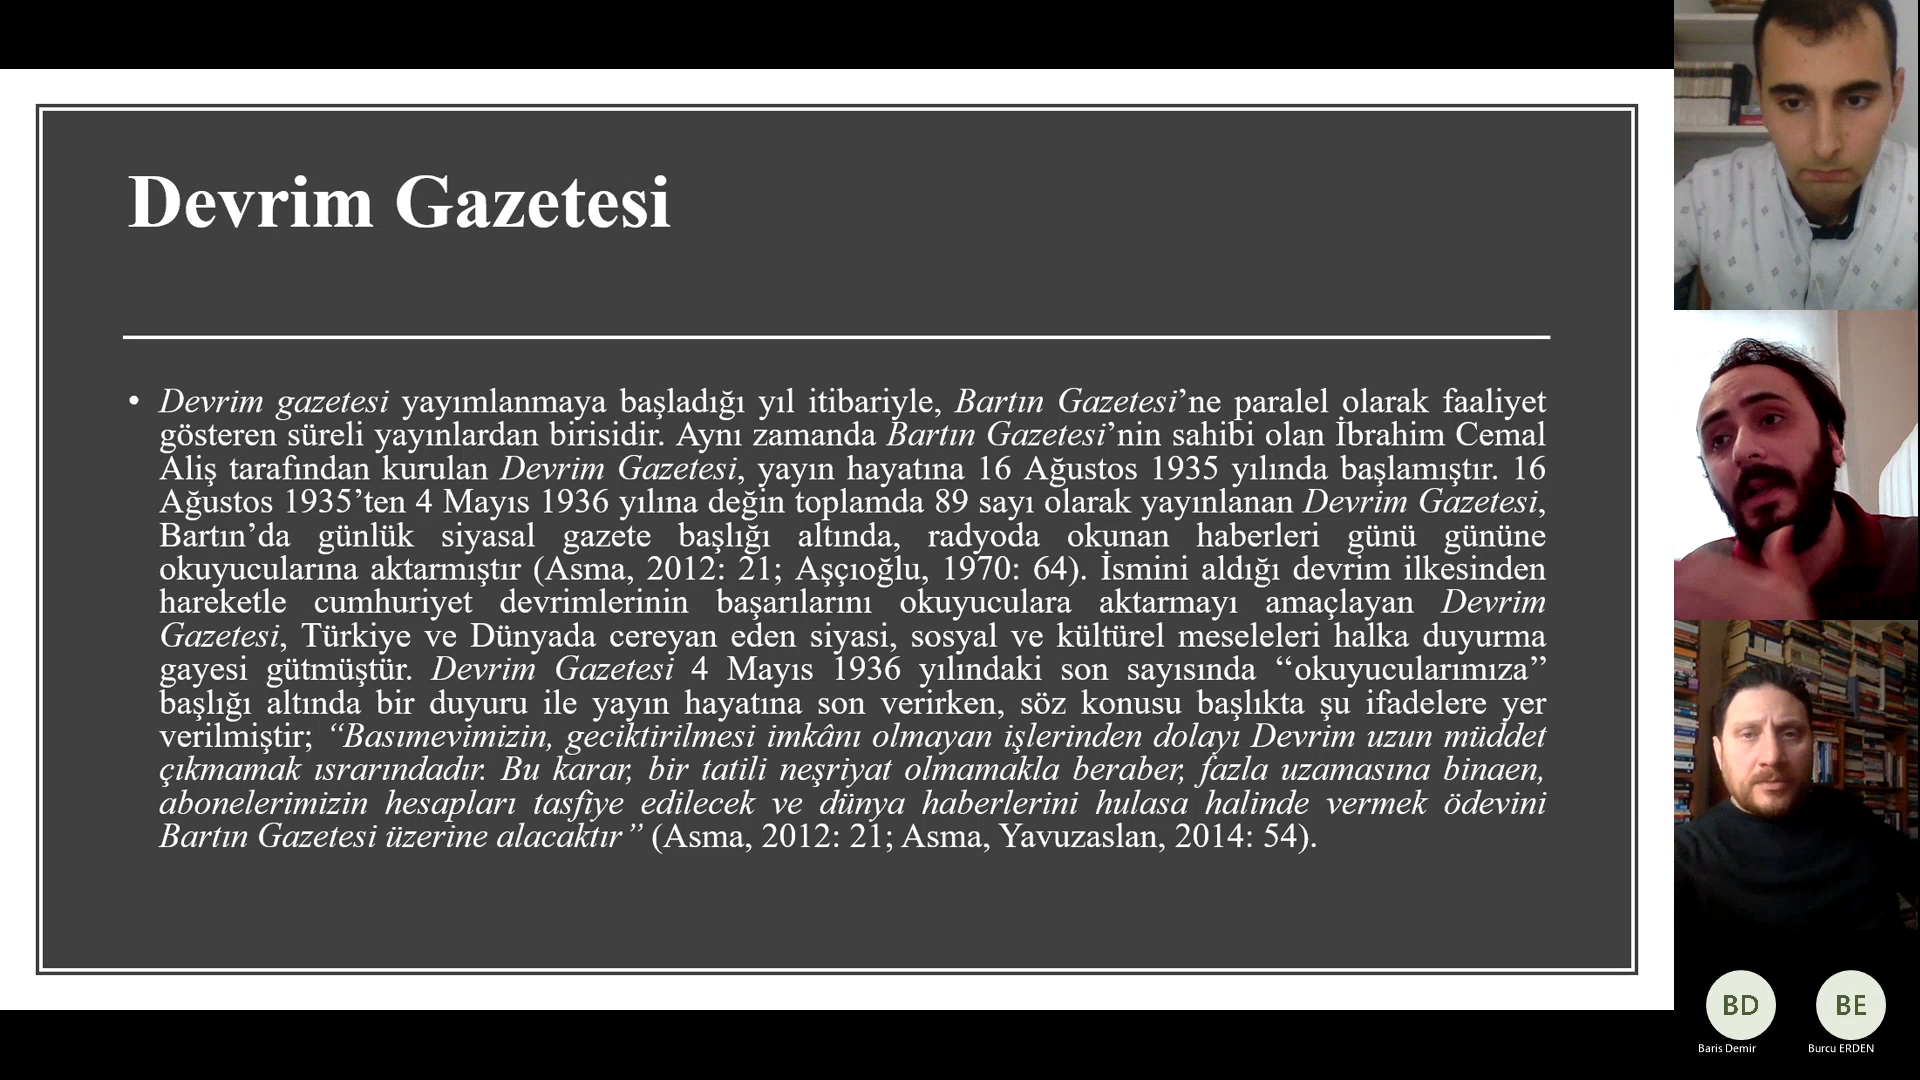 Devrim Gazetesi
• Devrim gazetesi yayımlanmaya başladığı yıl itibariyle, Bartın Gazetesi’ne paralel olarak faaliyet
gösteren süreli yayınlardan birisidir. Aynı zamanda Bartın Gazetesi’nin sahibi olan İbrahim Cemal
Aliş tarafından kurulan Devrim Gazetesi, yayın hayatına 16 Ağustos 1935 yılında başlamıştır. 16
Ağustos 1935’ten 4 Mayıs 1936 yılına değin toplamda 89 sayı olarak yayınlanan Devrim Gazetesi,
Bartın’da günlük siyasal gazete başlığı altında, radyoda okunan haberleri günü gününe
okuyucularına aktarmıştır (Asma, 2012: 21; Aşçıoğlu, 1970: 64). İsmini aldığı devrim ilkesinden
hareketle cumhuriyet devrimlerinin başarılarını okuyuculara aktarmayı amaçlayan Devrim
Gazetesi, Türkiye ve Dünyada cereyan eden siyasi, sosyal ve kültürel meseleleri halka duyurma
gayesi gütmüştür. Devrim Gazetesi 4 Mayıs 1936 yılındaki son sayısında ‘‘okuyucularımıza’’
başlığı altında bir duyuru ile yayın hayatına son verirken, söz konusu başlıkta şu ifadelere yer
verilmiştir; “Basımevimizin, geciktirilmesi imkânı olmayan işlerinden dolayı Devrim uzun müddet
çıkmamak ısrarındadır. Bu karar, bir tatili neşriyat olmamakla beraber, fazla uzamasına binaen,
abonelerimizin hesapları tasfiye edilecek ve dünya haberlerini hulasa halinde vermek ödevini
Bartın Gazetesi üzerine alacaktır” (Asma, 2012: 21; Asma, Yavuzaslan, 2014: 54).
BD
BE
Baris Demir
Burcu ERDEN